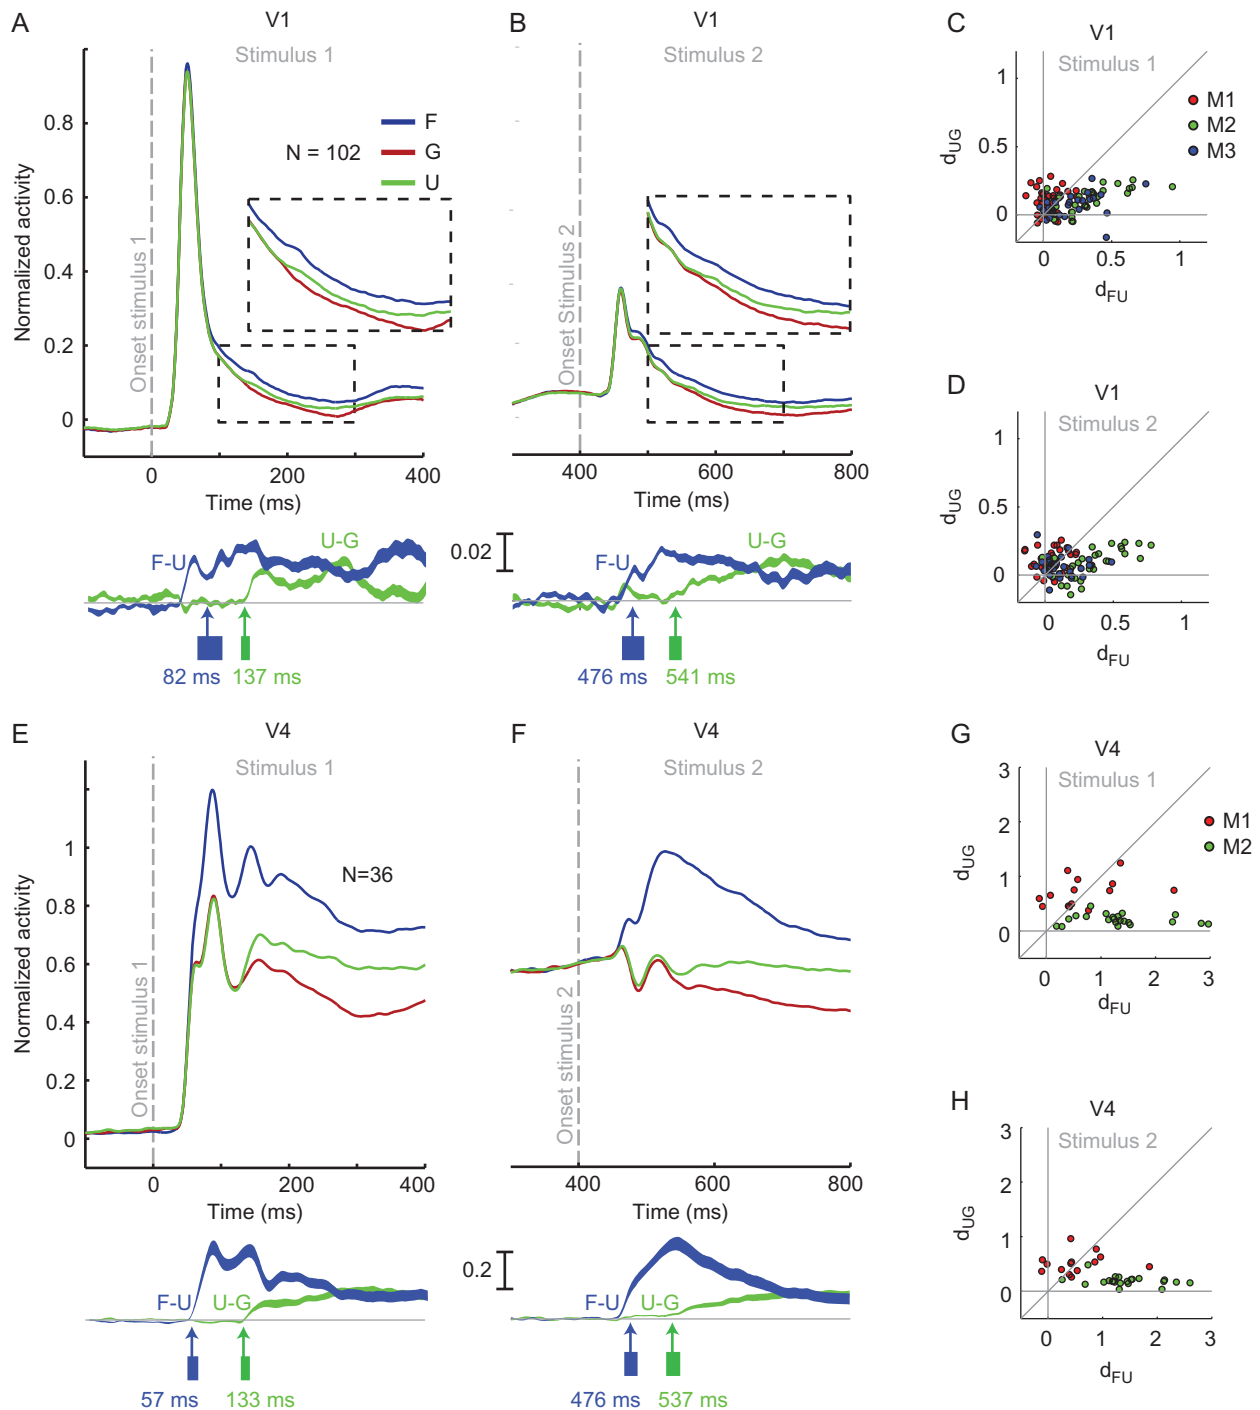 A
V1
Stimulus 1
Normalized activity
0.8
0.6
0.4
0.2
0
Onset stimulus 1
N = 102
F
G
U
0
200
400
Time (ms)
F-U
U-G
82 ms
137 ms
0.02
B
V1
Stimulus 2
Onset Stimulus 2
400
600
800
Time (ms)
F-U
U-G
476 ms
541 ms
C
V1
Stimulus 1
1
0.5
0
dUG
M1
M2
M3
0
0.5
1
dFU
D
V1
Stimulus 2
1
0.5
0
dUG
0
0.5
1
dFU
E
V4
Stimulus 1
Normalized activity
1
0.8
0.6
0.4
0.2
0
Onset stimulus 1
N=36
0
200
400
Time (ms)
F-U
U-G
57 ms
133 ms
0.2
F
V4
Stimulus 2
Onset stimulus 2
400
600
800
Time (ms)
F-U
U-G
476 ms
537 ms
G
V4
Stimulus 1
3
2
1
0
dUG
M1
M2
0
1
2
3
dFU
H
V4
Stimulus 2
3
2
1
0
dUG
0
1
2
3
dFU